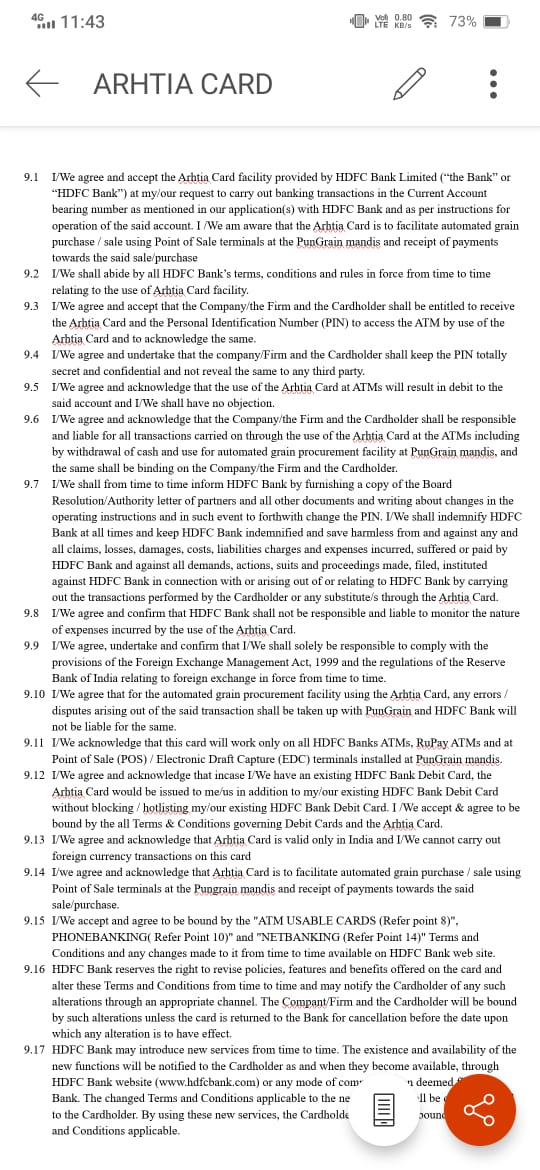 4G 11:43 Vo) LTE 0.80 KB/s 73%
ARHTIA CARD
9.1 I/We agree and accept the Arhtia Card facility provided by HDFC Bank Limited (“the Bank” or
“HDFC Bank”) at my/our request to carry out banking transactions in the Current Account
bearing number as mentioned in our application(s) with HDFC Bank and as per instructions for
operation of the said account. I /We am aware that the Arhtia Card is to facilitate automated grain
purchase / sale using Point of Sale terminals at the PunGrain mandis and receipt of payments
towards the said sale/purchase
9.2 I/We shall abide by all HDFC Bank’s terms, conditions and rules in force from time to time
relating to the use of Arhtia Card facility.
9.3 I/We agree and accept that the Company/the Firm and the Cardholder shall be entitled to receive
the Arhtia Card and the Personal Identification Number (PIN) to access the ATM by use of the
Arhtia Card and to acknowledge the same.
9.4 I/We agree and undertake that the company/Firm and the Cardholder shall keep the PIN totally
secret and confidential and not reveal the same to any third party.
9.5 I/We agree and acknowledge that the use of the Arhtia Card at ATMs will result in debit to the
said account and I/We shall have no objection.
9.6 I/We agree and acknowledge that the Company/the Firm and the Cardholder shall be responsible
and liable for all transactions carried on through the use of the Arhtia Card at the ATMs including
by withdrawal of cash and use for automated grain procurement facility at PunGrain mandis, and
the same shall be binding on the Company/the Firm and the Cardholder.
9.7 I/We shall from time to time inform HDFC Bank by furnishing a copy of the Board
Resolution/Authority letter of partners and all other documents and writing about changes in the
operating instructions and in such event to forthwith change the PIN. I/We shall indemnify HDFC
Bank at all times and keep HDFC Bank indemnified and save harmless from and against any and
all claims, losses, damages, costs, liabilities charges and expenses incurred, suffered or paid by
HDFC Bank and against all demands, actions, suits and proceedings made, filed, instituted
against HDFC Bank in connection with or arising out of or relating to HDFC Bank by carrying
out the transactions performed by the Cardholder or any substitute/s through the Arhtia Card.
9.8 I/We agree and confirm that HDFC Bank shall not be responsible and liable to monitor the nature
of expenses incurred by the use of the Arhtia Card.
9.9 I/We agree, undertake and confirm that I/We shall solely be responsible to comply with the
provisions of the Foreign Exchange Management Act, 1999 and the regulations of the Reserve
Bank of India relating to foreign exchange in force from time to time.
9.10 I/We agree that for the automated grain procurement facility using the Arhtia Card, any errors /
disputes arising out of the said transaction shall be taken up with PunGrain and HDFC Bank will
not be liable for the same.
9.11 I/We acknowledge that this card will work only on all HDFC Banks ATMs, RuPay ATMs and at
Point of Sale (POS) / Electronic Draft Capture (EDC) terminals installed at PunGrain mandis.
9.12 I/We agree and acknowledge that incase I/We have an existing HDFC Bank Debit Card, the
Arhtia Card would be issued to me/us in addition to my/our existing HDFC Bank Debit Card
without blocking / hotlisting my/our existing HDFC Bank Debit Card. I /We accept & agree to be
bound by the all Terms & Conditions governing Debit Cards and the Arhtia Card.
9.13 I/We agree and acknowledge that Arhtia Card is valid only in India and I/We cannot carry out
foreign currency transactions on this card
9.14 I/we agree and acknowledge that Arhtia Card is to facilitate automated grain purchase / sale using
Point of Sale terminals at the Pungrain mandis and receipt of payments towards the said
sale/purchase.
9.15 I/We accept and agree to be bound by the "ATM USABLE CARDS (Refer point 8)",
PHONEBANKING( Refer Point 10)" and "NETBANKING (Refer Point 14)" Terms and
Conditions and any changes made to it from time to time available on HDFC Bank web site.
9.16 HDFC Bank reserves the right to revise policies, features and benefits offered on the card and
alter these Terms and Conditions from time to time and may notify the Cardholder of any such
alterations through an appropriate channel. The Compant/Firm and the Cardholder will be bound
by such alterations unless the card is returned to the Bank for cancellation before the date upon
which any alteration is to have effect.
9.17 HDFC Bank may introduce new services from time to time. The existence and availability of the
new functions will be notified to the Cardholder as and when they become available, through
HDFC Bank website (www.hdfcbank.com) or any mode of deemed
Bank. The changed Terms and Conditions applicable to the be
to the Cardholder. By using these new services, the
and Conditions applicable.